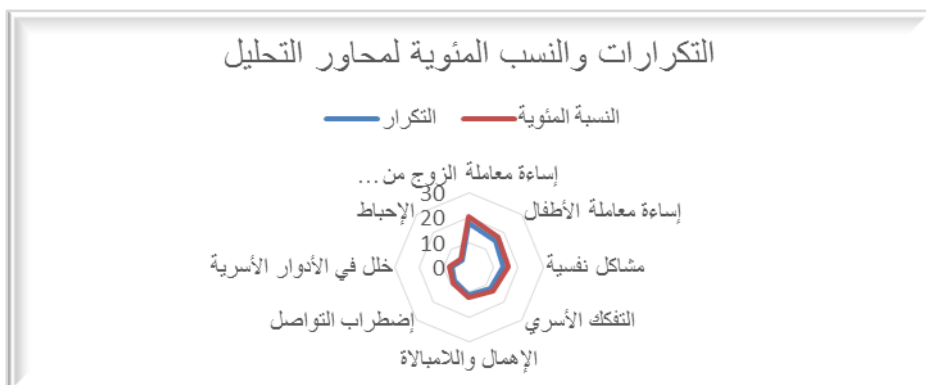 التكرارات والنسب المئوية لمحاور التحليل
النسبة المئوية التكرار
إساءة معاملة الزوج من...
إساءة معاملة الأطفال
مشاكل نفسية
التفكك الأسري
الإهمال واللامبالاة
إضطراب التواصل
خلل في الأدوار الأسرية
الإحباط
30
20
10
0